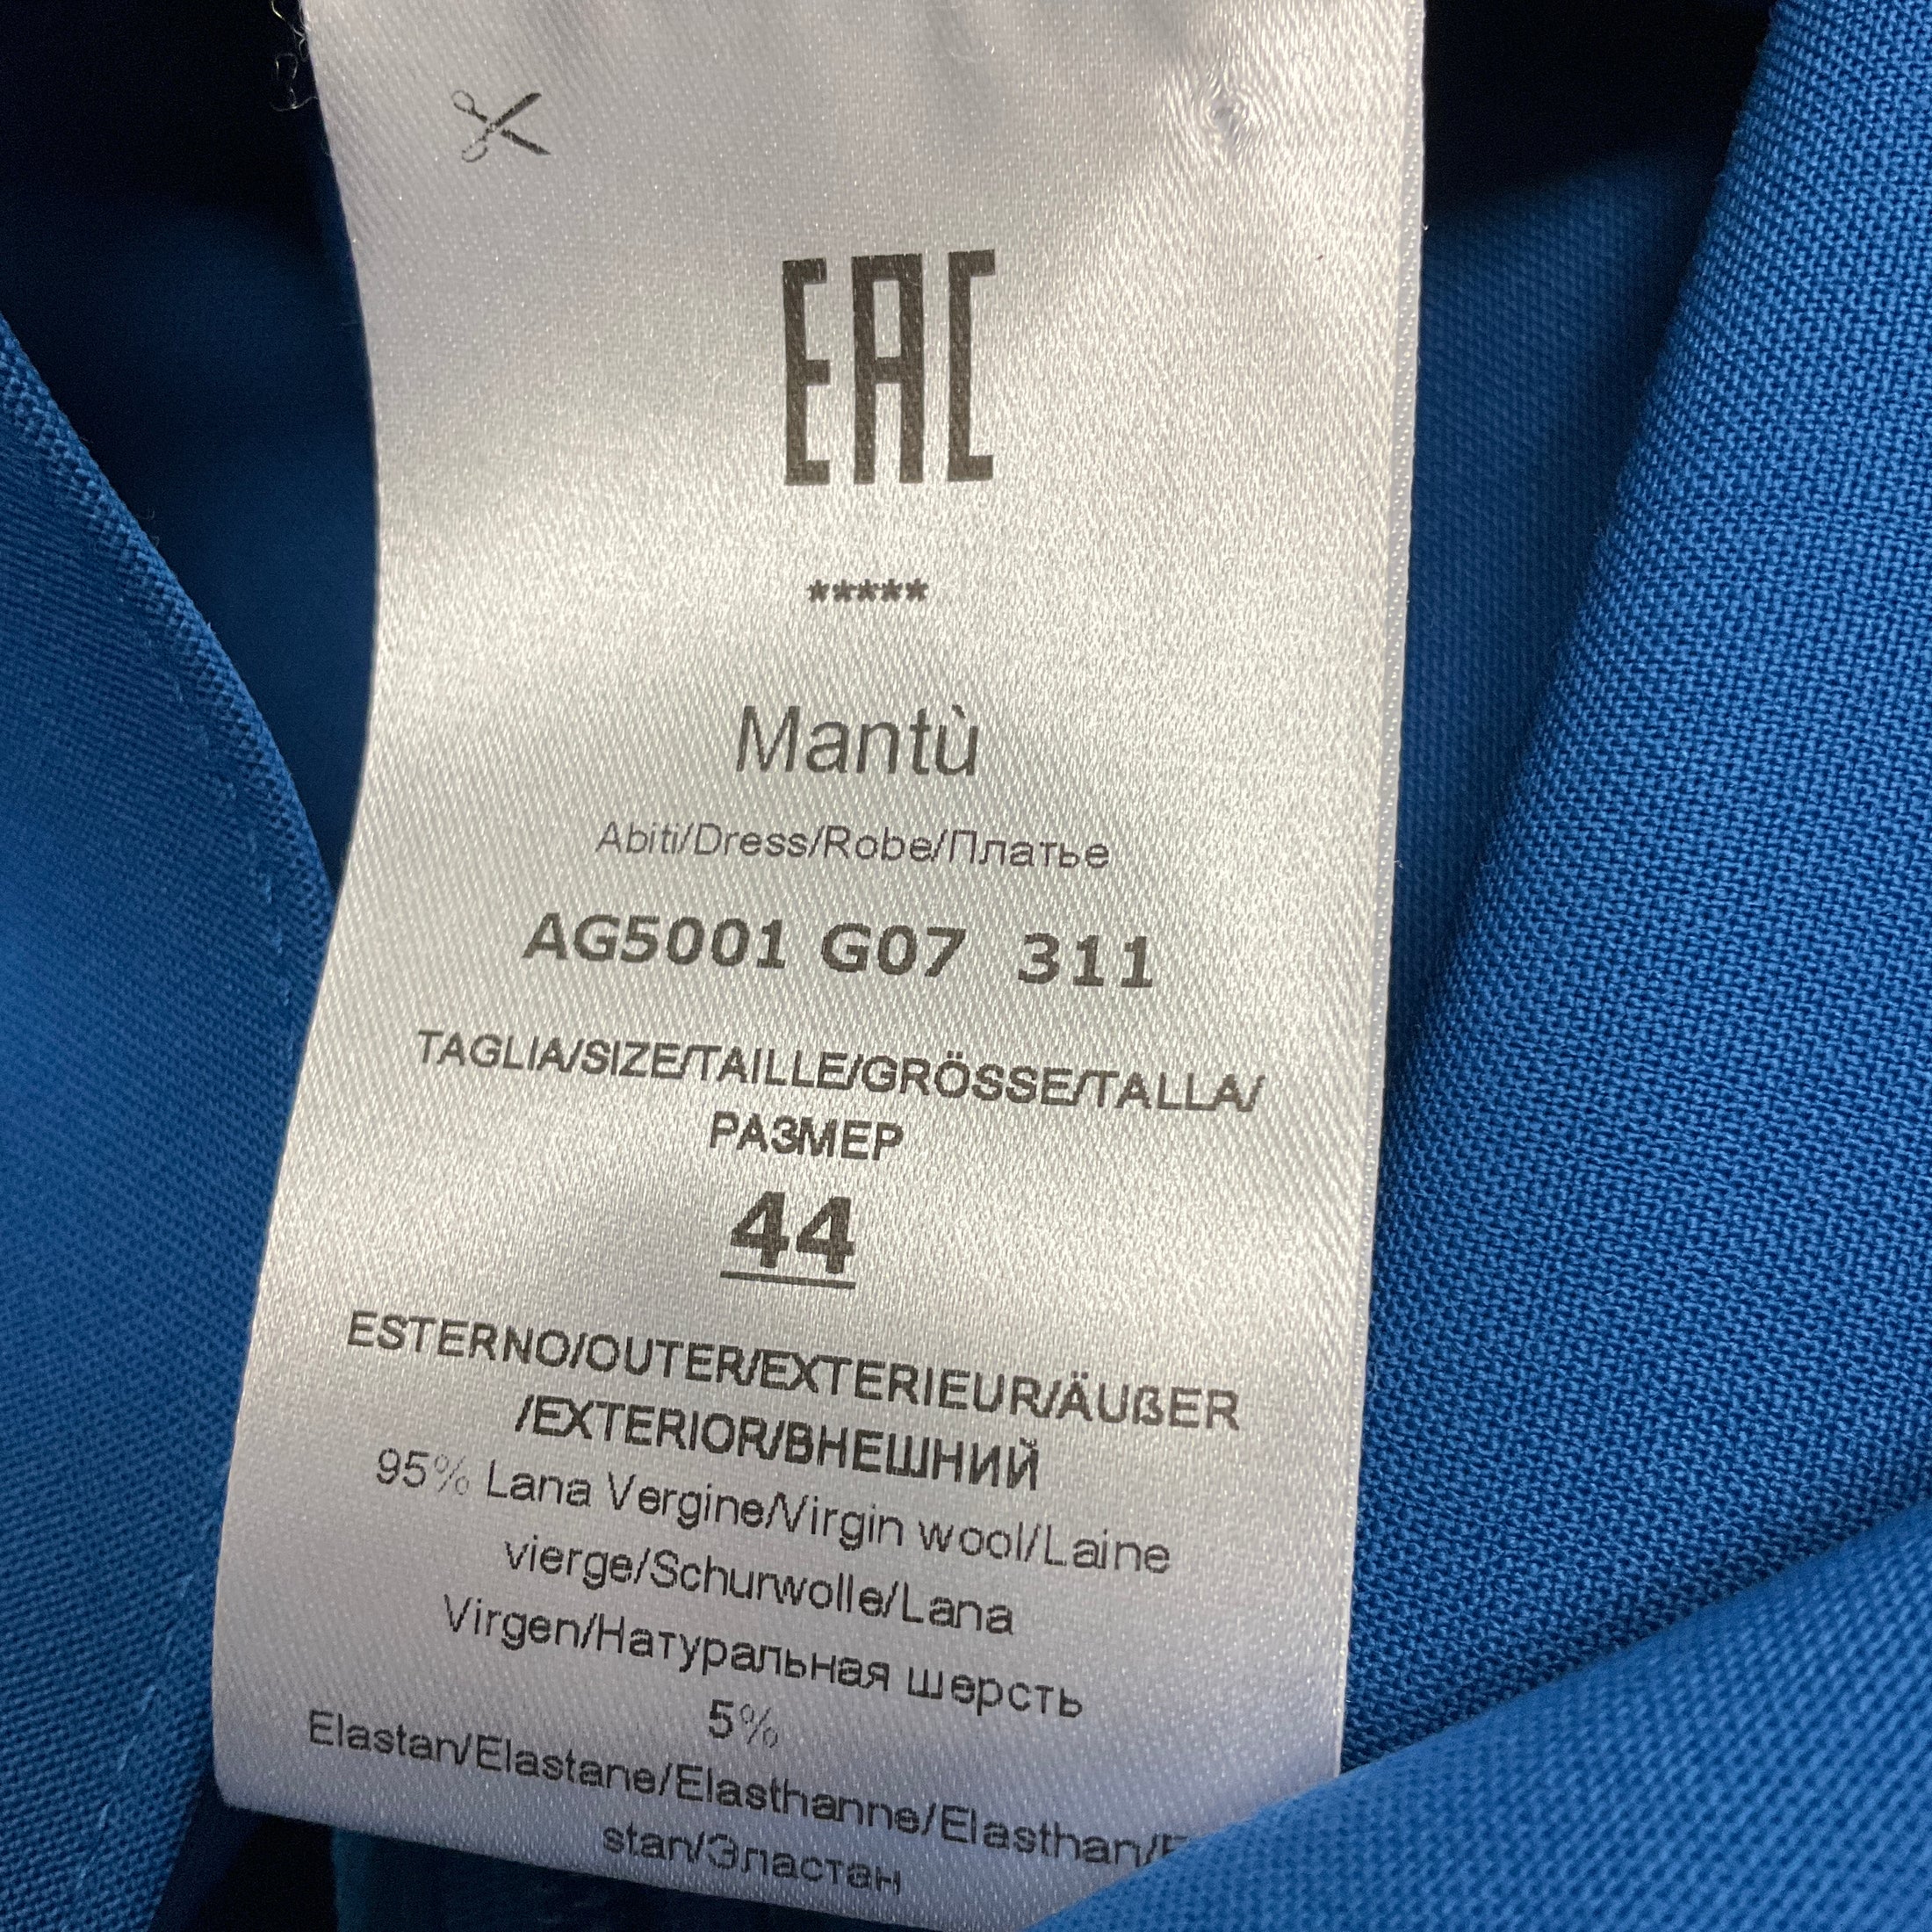 EAC
*****
Mantù
Abiti/Dress/Robe/Платье
AG5001 G07 311
TAGLIA/SIZE/TAILLE/GRÖSSE/TALLA/
РАЗМЕР
44
ESTERNO/OUTER/EXTERIEUR/ÄUßER
/EXTERIOR/ВНЕШНИЙ
95% Lana Vergine/Virgin wool/Laine
vierge/Schurwolle/Lana
Virgen/Натуральная шерсть
5%
Elastan/Elastane/Elasthanne/Elasthan/
stan/Эластан